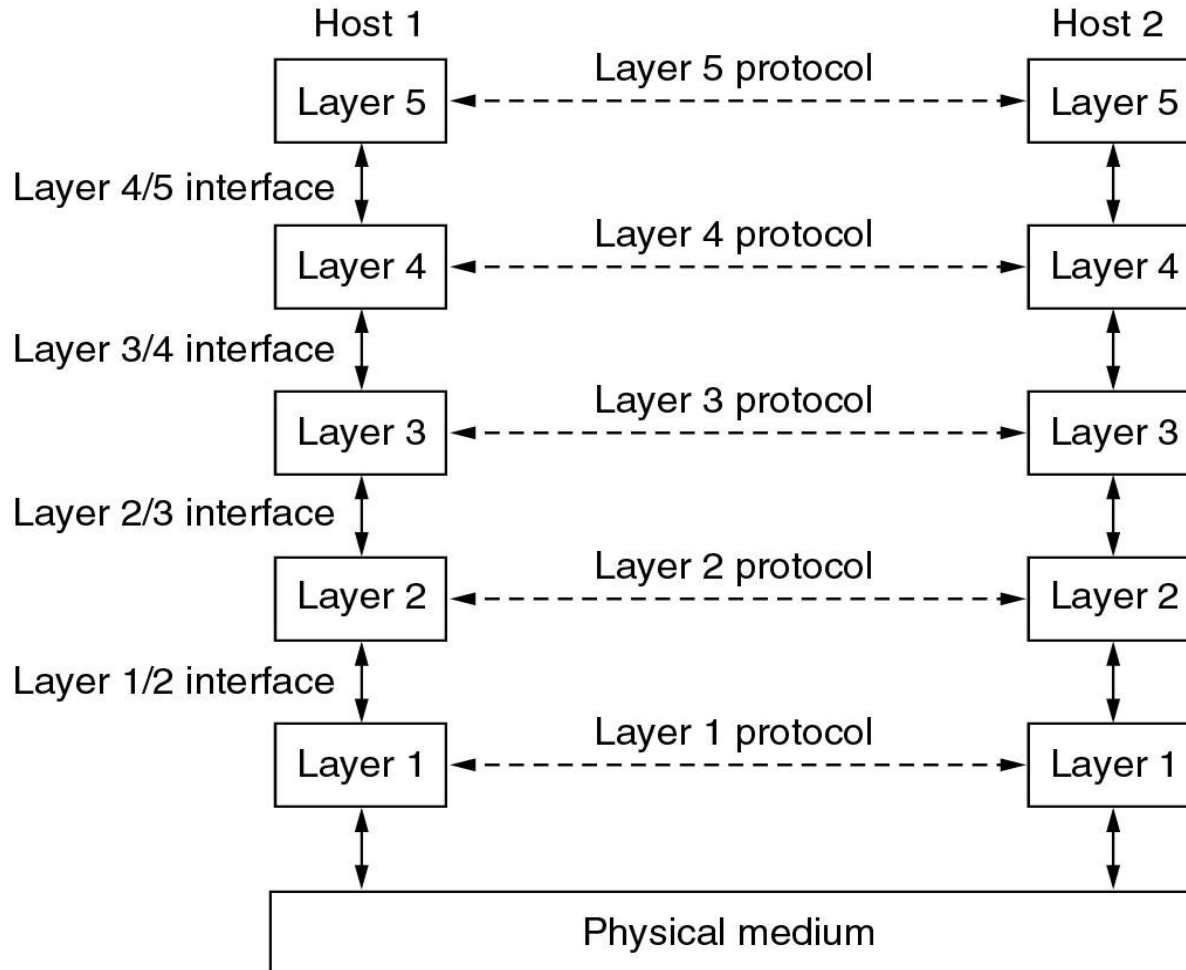 Host 1
Host 2
Layer 5
Layer 5 protocol
Layer 5
Layer 4/5 interface
Layer 4
Layer 4 protocol
Layer 4
Layer 3/4 interface
Layer 3
Layer 3 protocol
Layer 3
Layer 2/3 interface
Layer 2
Layer 2 protocol
Layer 2
Layer 1/2 interface
Layer 1
Layer 1 protocol
Layer 1
Physical medium